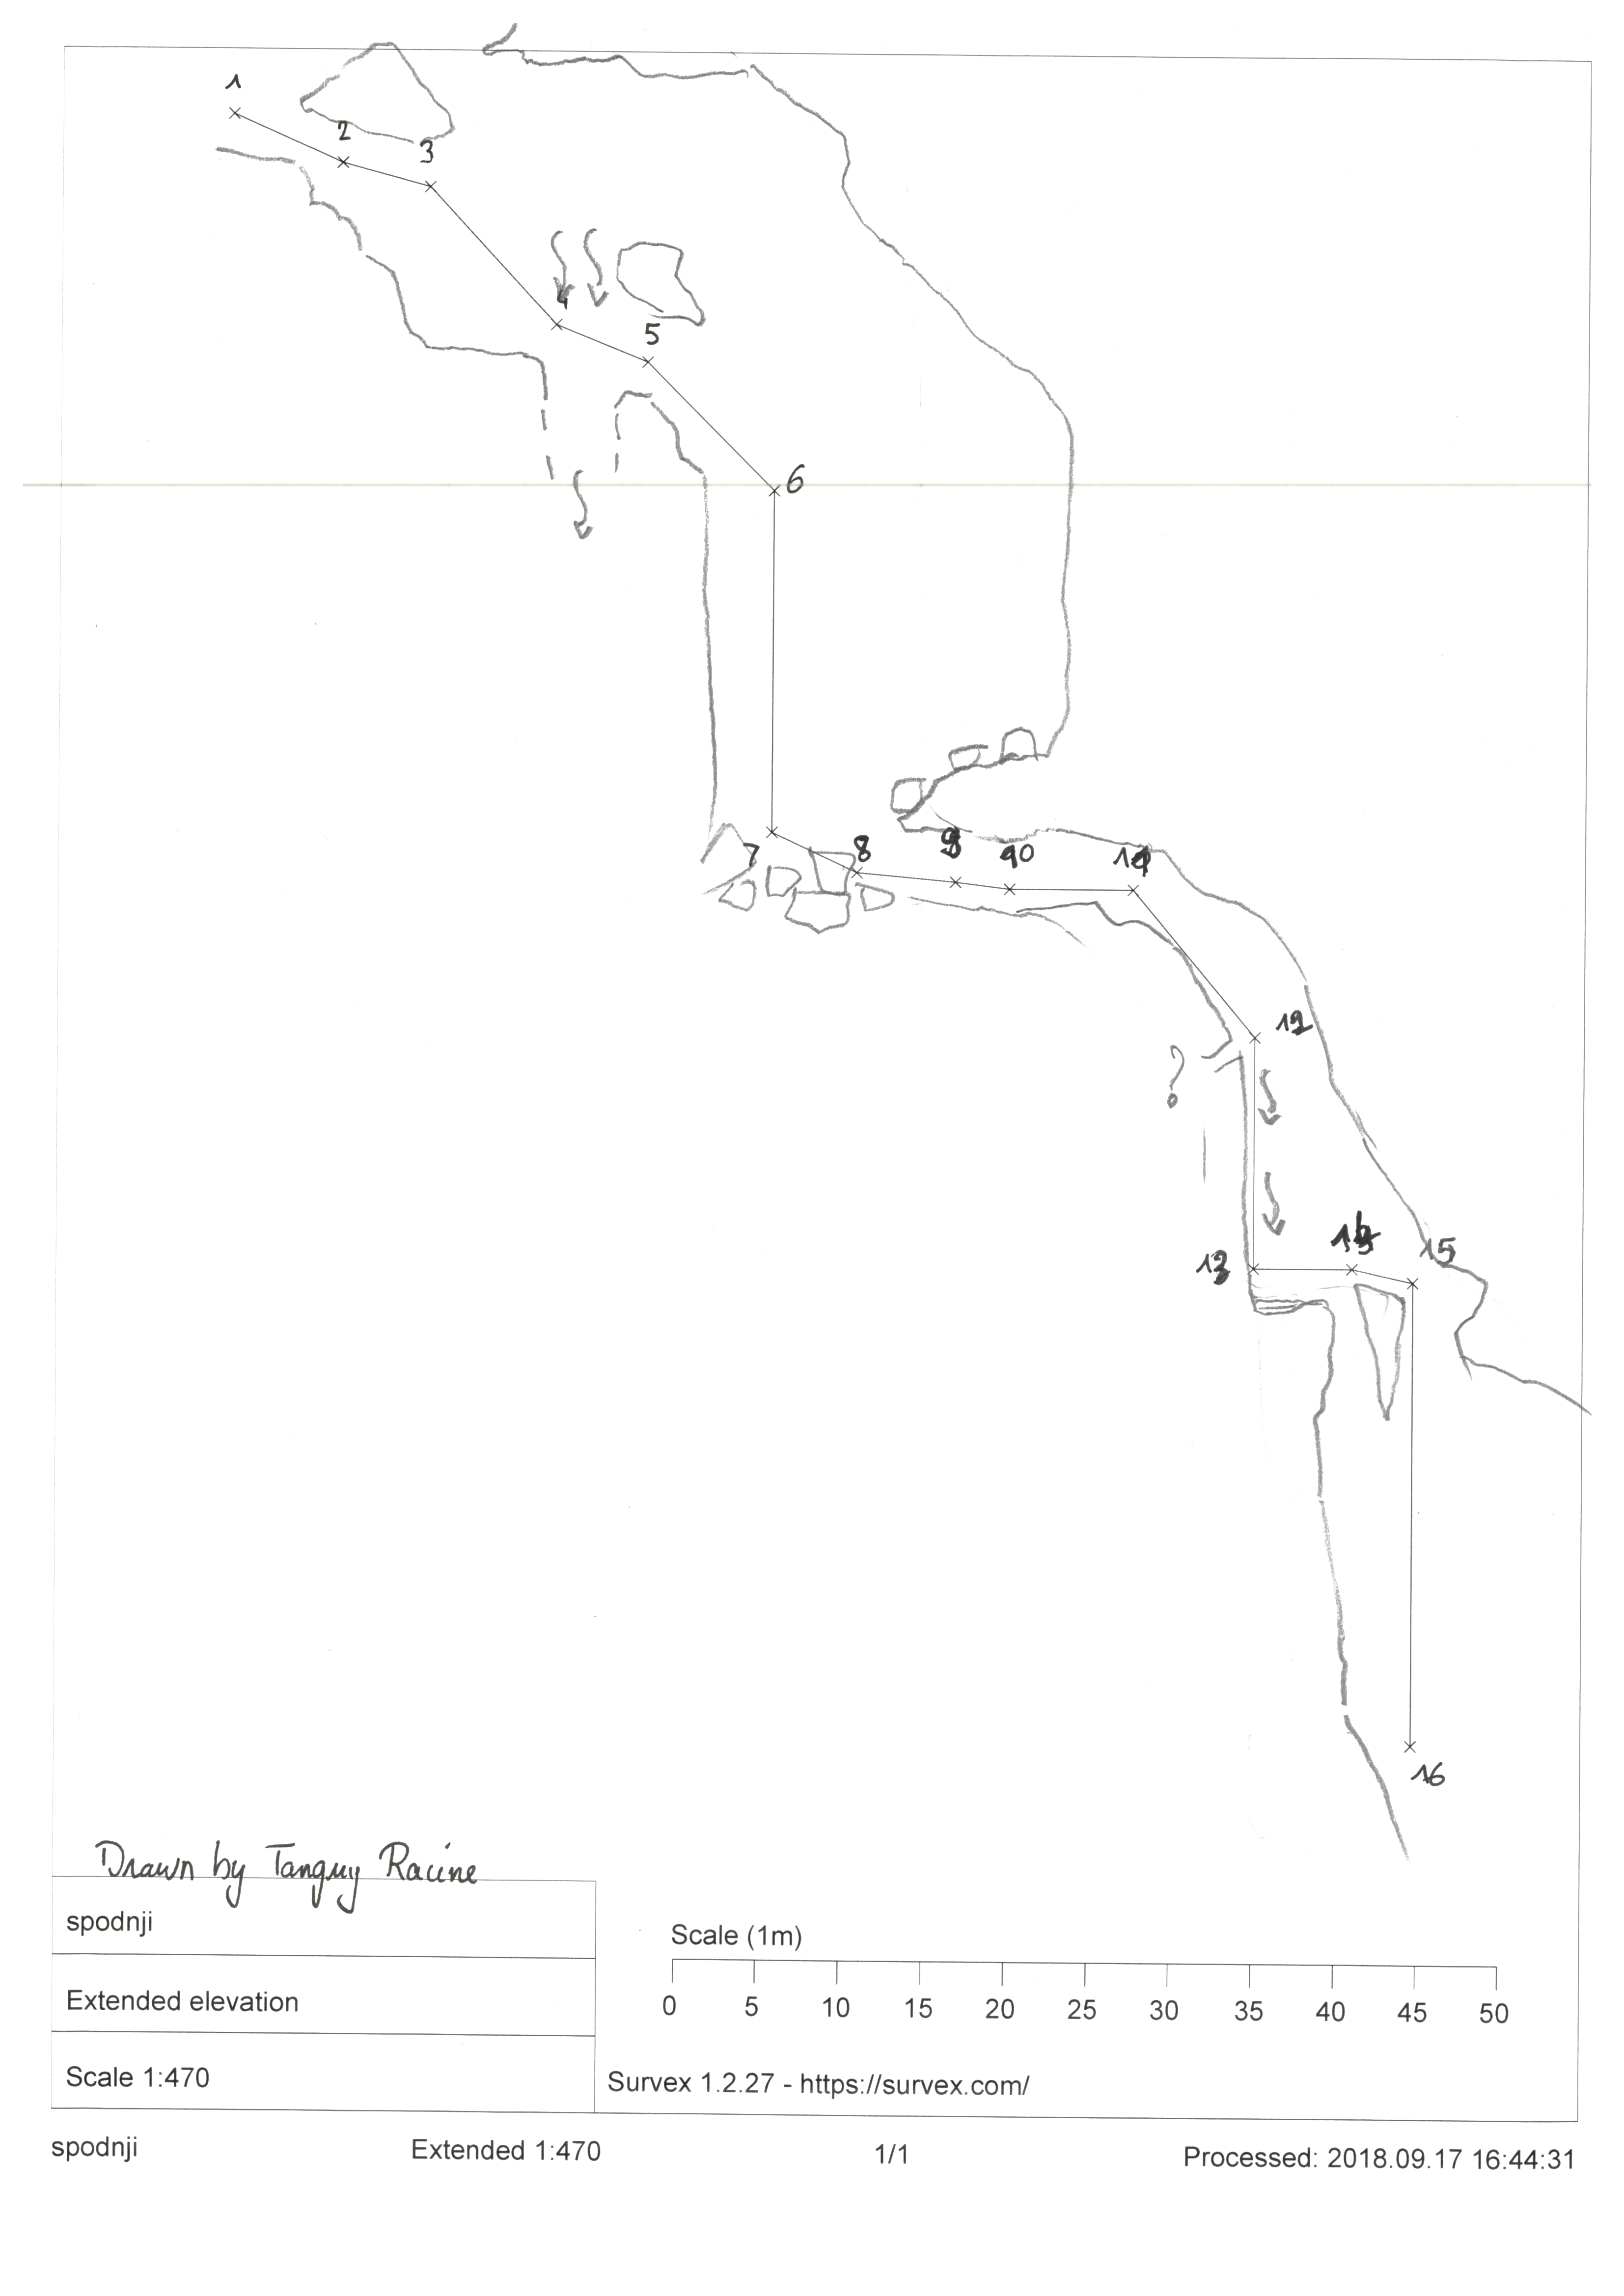 1
2
3
4
5
6
7
8
9
10
11
12
?
13
14
15
16
Drawn by Tanguy Racine
spodnji
Extended elevation
Scale 1:470
Scale (1m)
0 5 10 15 20 25 30 35 40 45 50
Survex 1.2.27 - https://survex.com/
spodnji Extended 1:470 1/1 Processed: 2018.09.17 16:44:31